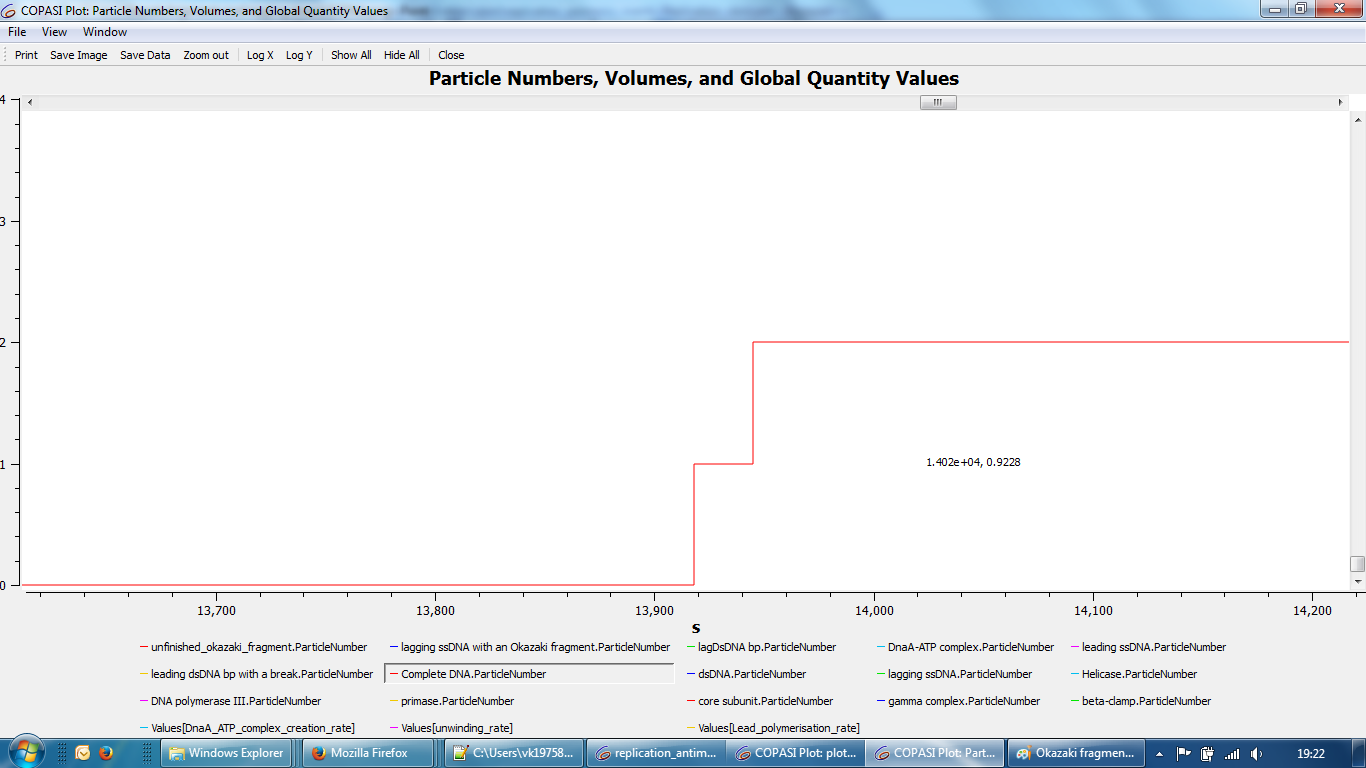 COPASI Plot: Particle Numbers, Volumes, and Global Quantity Values
File View Window
Print Save Image Save Data Zoom out Log X Log Y Show All Hide All Close
Particle Numbers, Volumes, and Global Quantity Values
4
3
2
1
0
1.402e+04, 0.9228
13,700 13,800 13,900 14,000 14,100 14,200
s
unfinished_okazaki_fragment.ParticleNumber lagging ssDNA with an Okazaki fragment.ParticleNumber lagDsDNA bp.ParticleNumber DnaA-ATP complex.ParticleNumber leading ssDNA.ParticleNumber
leading dsDNA bp with a break.ParticleNumber Complete DNA.ParticleNumber dsDNA.ParticleNumber lagging ssDNA.ParticleNumber Helicase.ParticleNumber
DNA polymerase III.ParticleNumber primase.ParticleNumber core subunit.ParticleNumber gamma complex.ParticleNumber beta-clamp.ParticleNumber
Values[DnaA_ATP_complex_creation_rate] Values[unwinding_rate] Values[Lead_polymerisation_rate]
Windows Explorer Mozilla Firefox C:\Users\vk19758... replication_antim... COPASI Plot: plot... COPASI Plot: Part... Okazaki fragmen... 19:22